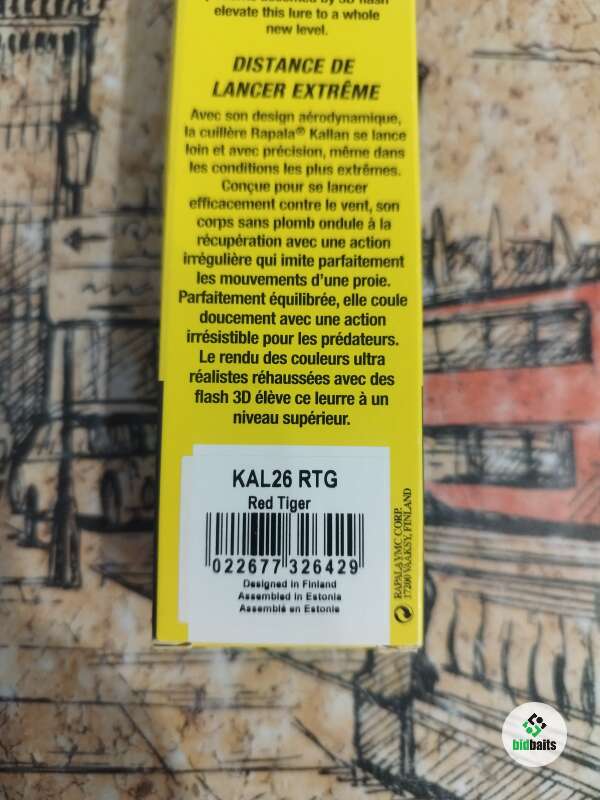 elevate this lure to a whole
new level.
DISTANCE DE
LANCER EXTRÊME
Avec son design aérodynamique,
la cuillère Rapala® Kallan se lance
loin et avec précision, même dans
les conditions les plus extrêmes.
Conçue pour se lancer
efficacement contre le vent, son
corps sans plomb ondule à la
récupération avec une action
irrégulière qui imite parfaitement
les mouvements d'une proie.
Parfaitement équilibrée, elle coule
doucement avec une action
irrésistible pour les prédateurs.
Le rendu des couleurs ultra
réalistes réhaussées avec des
flash 3D élève ce leurre à un
niveau supérieur.
KAL26 RTG
Red Tiger
022677 326429
Designed in Finland
Assembled in Estonia
Assemblé en Estonie
RAPALA VMC CORP.
17200 VÄÄKSY, FINLAND
bidbaits